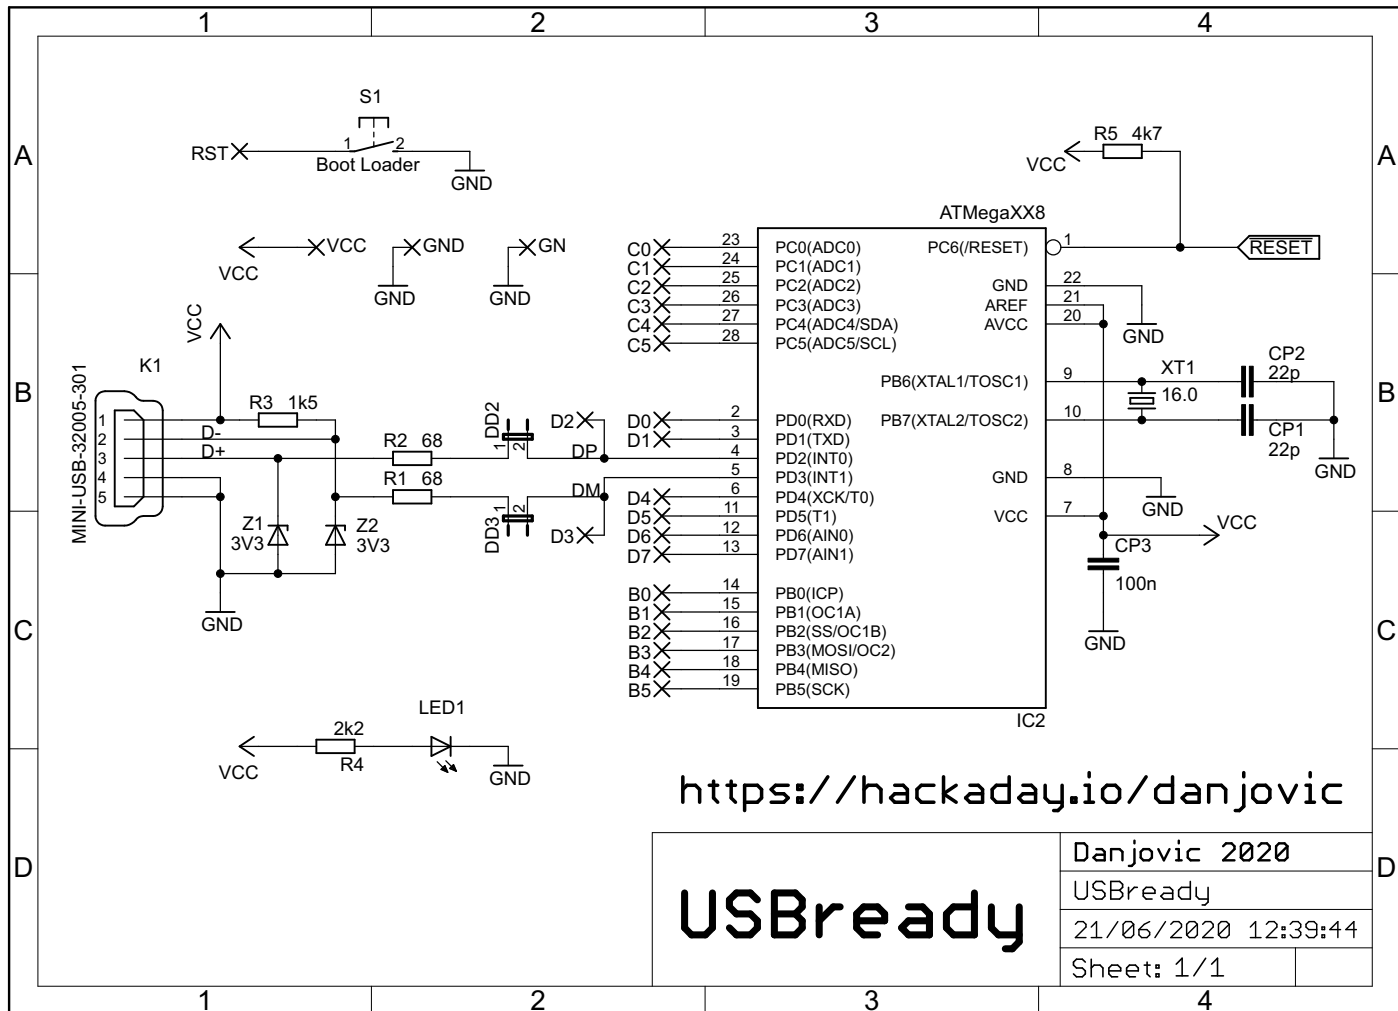 1 2 3 4
A A
S1
RST 1 2
Boot Loader
GND
R5 4k7
VCC
ATMegaXX8
VCC
VCC
GND
GND
GN
GND
C0 23 PC0(ADC0)
C1 24 PC1(ADC1)
C2 25 PC2(ADC2)
C3 26 PC3(ADC3)
C4 27 PC4(ADC4/SDA)
C5 28 PC5(ADC5/SCL)
PC6(/RESET) 1
RESET
GND 22
AREF 21
AVCC 20
GND
B B
VCC
K1
MINI-USB-32005-301
1
2
3
4
5
R3 1k5
D-
D+
R2 68
R1 68
DD2
1 2
DD3
1 2
D2
DP
DM
D3
Z1
3V3
Z2
3V3
GND
D0 2 PD0(RXD)
D1 3 PD1(TXD)
4 PD2(INT0)
5 PD3(INT1)
D4 6 PD4(XCK/T0)
D5 11 PD5(T1)
D6 12 PD6(AIN0)
D7 13 PD7(AIN1)
PB6(XTAL1/TOSC1) 9
PB7(XTAL2/TOSC2) 10
XT1
16.0
CP2
22p
CP1
22p
GND
GND 8
GND
VCC 7
VCC
CP3
100n
GND
C C
B0 14 PB0(ICP)
B1 15 PB1(OC1A)
B2 16 PB2(SS/OC1B)
B3 17 PB3(MOSI/OC2)
B4 18 PB4(MISO)
B5 19 PB5(SCK)
IC2
LED1
2k2
VCC
R4
GND
https://hackaday.io/danjovic
D D
USBready
Danjovic 2020
USBready
21/06/2020 12:39:44
Sheet: 1/1
1 2 3 4